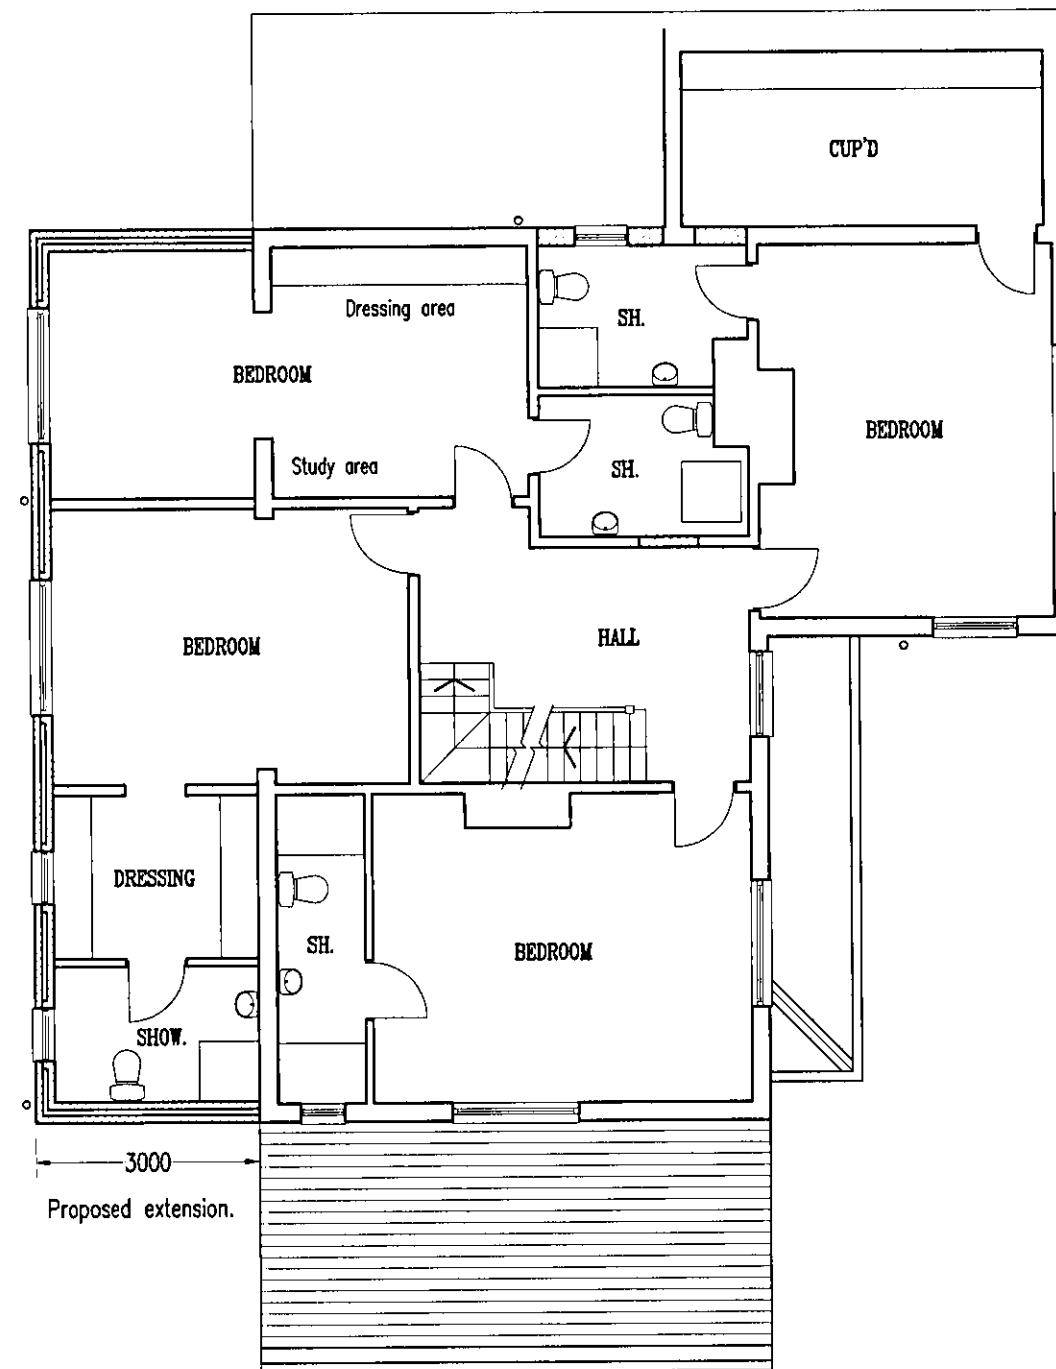 CUP'D
Dressing area
SH.
BEDROOM
BEDROOM
Study area
SH.
HALL
BEDROOM
DRESSING
SH.
BEDROOM
SHOW.
3000
Proposed extension.